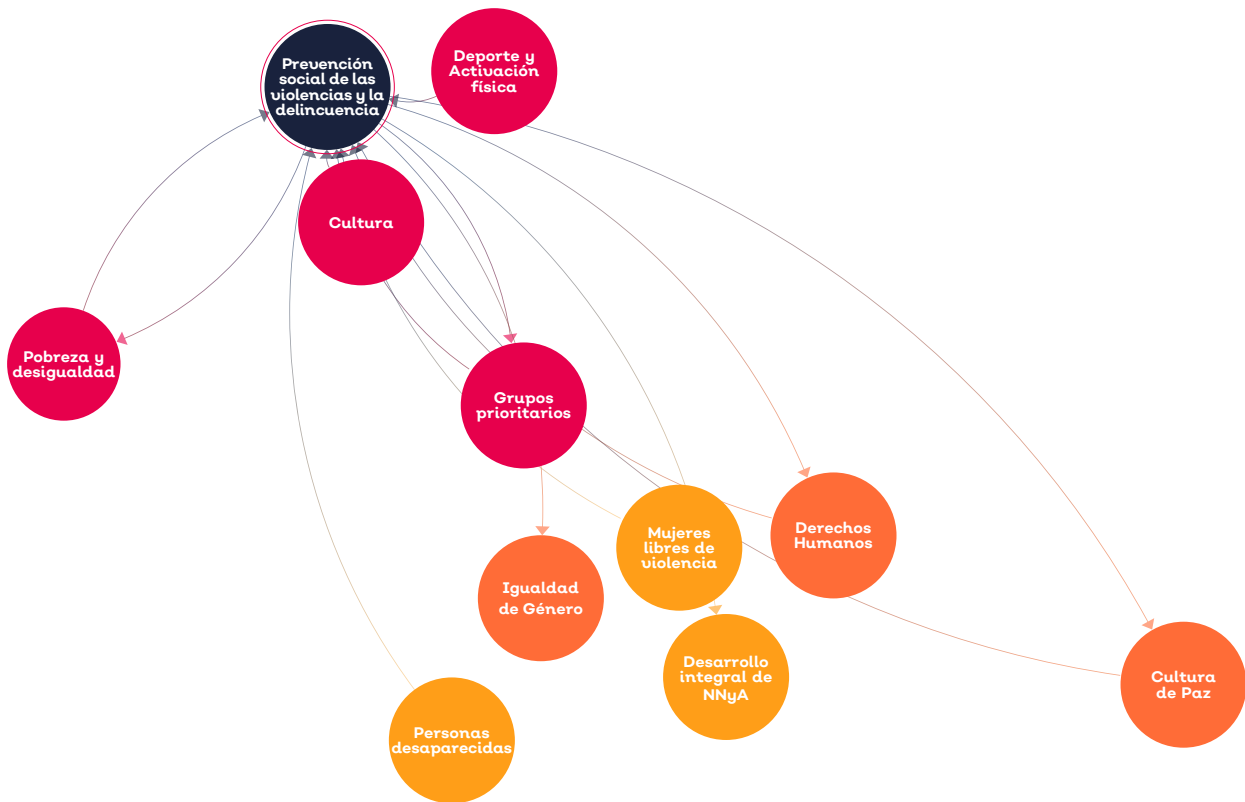 Prevención
social de las
violencias y la
delincuencia
Deporte y
Activación
física
Cultura
Pobreza y
desigualdad
Grupos
prioritarios
Mujeres
libres de
violencia
Derechos
Humanos
Igualdad
de Género
Desarrollo
integral de
NNyA
Cultura
de Paz
Personas
desaparecidas